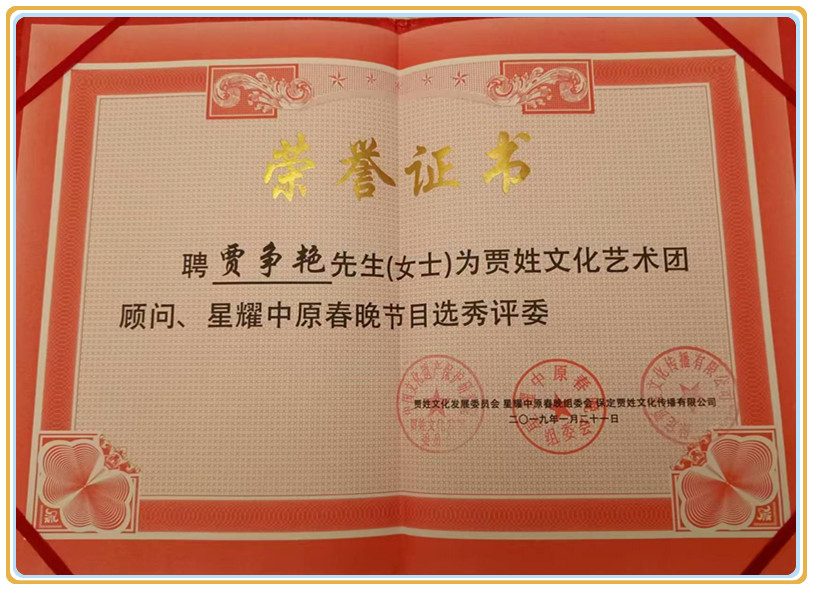 荣誉证书
聘 贾争艳 先生(女士)为贾姓文化艺术团
顾问、星耀中原春晚节目选秀评委
贾姓文化发展委员会 星耀中原春晚组委会 保定贾姓文化传播有限公司
二〇一九年一月二十一日
组委会